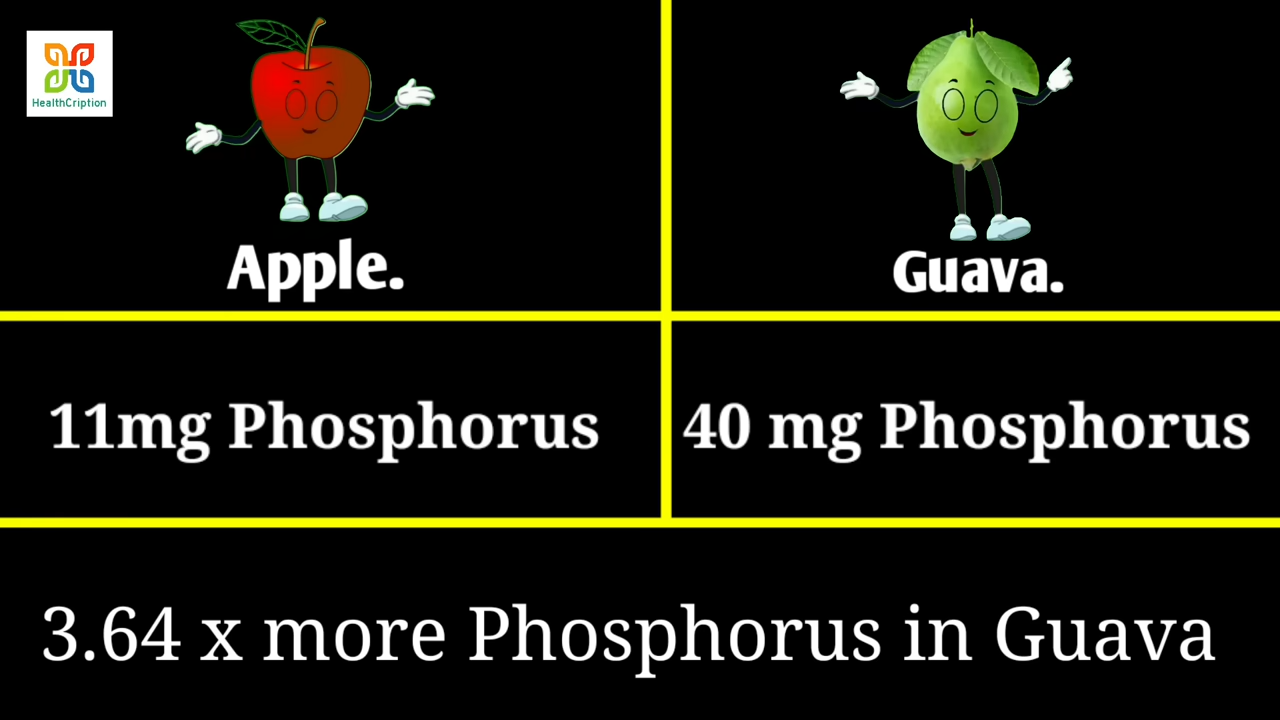 HealthCription
Apple.
Guava.
11mg Phosphorus
40 mg Phosphorus
3.64 x more Phosphorus in Guava